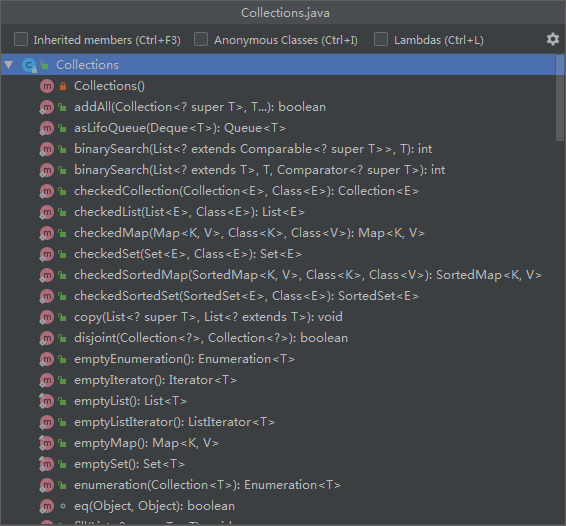 Collections.java
Inherited members (Ctrl+F3) Anonymous Classes (Ctrl+I) Lambdas (Ctrl+L)
Collections
Collections()
addAll(Collection<? super T>, T...): boolean
asLifoQueue(Deque<T>): Queue<T>
binarySearch(List<? extends Comparable<? super T>>, T): int
binarySearch(List<? extends T>, T, Comparator<? super T>): int
checkedCollection(Collection<E>, Class<E>): Collection<E>
checkedList(List<E>, Class<E>): List<E>
checkedMap(Map<K, V>, Class<K>, Class<V>): Map<K, V>
checkedSet(Set<E>, Class<E>): Set<E>
checkedSortedMap(SortedMap<K, V>, Class<K>, Class<V>): SortedMap<K, V>
checkedSortedSet(SortedSet<E>, Class<E>): SortedSet<E>
copy(List<? super T>, List<? extends T>): void
disjoint(Collection<?>, Collection<?>): boolean
emptyEnumeration(): Enumeration<T>
emptyIterator(): Iterator<T>
emptyList(): List<T>
emptyListIterator(): ListIterator<T>
emptyMap(): Map<K, V>
emptySet(): Set<T>
enumeration(Collection<T>): Enumeration<T>
eq(Object, Object): boolean